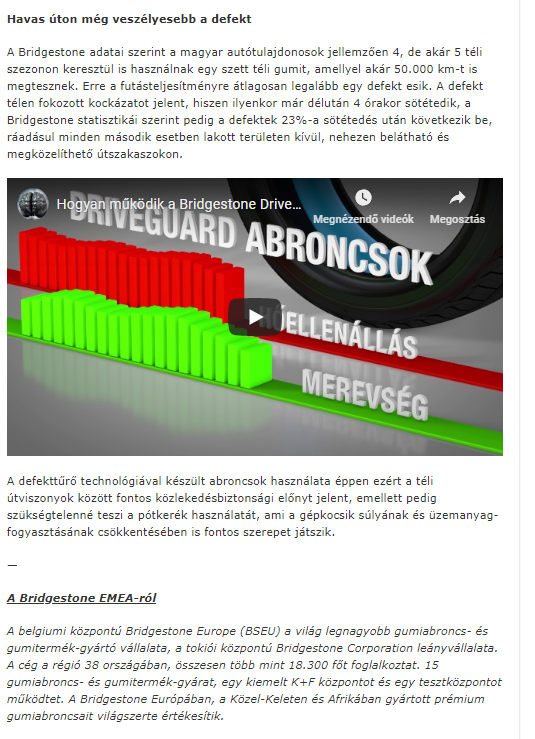 Havas úton még veszélyesebb a defekt
A Bridgestone adatai szerint a magyar autótulajdonosok jellemzően 4, de akár 5 téli
szezonon keresztül is használnak egy szett téli gumit, amellyel akár 50.000 km-t is
megtesznek. Erre a futásteljesítményre átlagosan legalább egy defekt esik. A defekt
télen fokozott kockázatot jelent, hiszen ilyenkor már délután 4 órakor sötétedik, a
Bridgestone statisztikái szerint pedig a defektek 23%-a sötétedés után következik be,
ráadásul minden második esetben lakott területen kívül, nehezen belátható és
megközelíthető útszakaszokon.
Hogyan működik a Bridgestone Drive...
Megnézendő videók
Megosztás
DRIVEGUARD ABRONCSOK
HŐELLENÁLLÁS
MEREVSÉG
A defekttűrő technológiával készült abroncsok használata éppen ezért a téli
útviszonyok között fontos közlekedésbiztonsági előnyt jelent, emellett pedig
szükségtelenné teszi a pótkerék használatát, ami a gépkocsik súlyának és üzemanyag-
fogyasztásának csökkentésében is fontos szerepet játszik.
—
A Bridgestone EMEA-ról
A belgiumi központú Bridgestone Europe (BSEU) a világ legnagyobb gumiabroncs- és
gumitermék-gyártó vállalata, a tokiói központú Bridgestone Corporation leányvállalata.
A cég a régió 38 országában, összesen több mint 18.300 főt foglalkoztat. 15
gumiabroncs- és gumitermék-gyárat, egy kiemelt K+F központot és egy tesztközpontot
működtet. A Bridgestone Európában, a Közel-Keleten és Afrikában gyártott prémium
gumiabroncsait világszerte értékesítik.